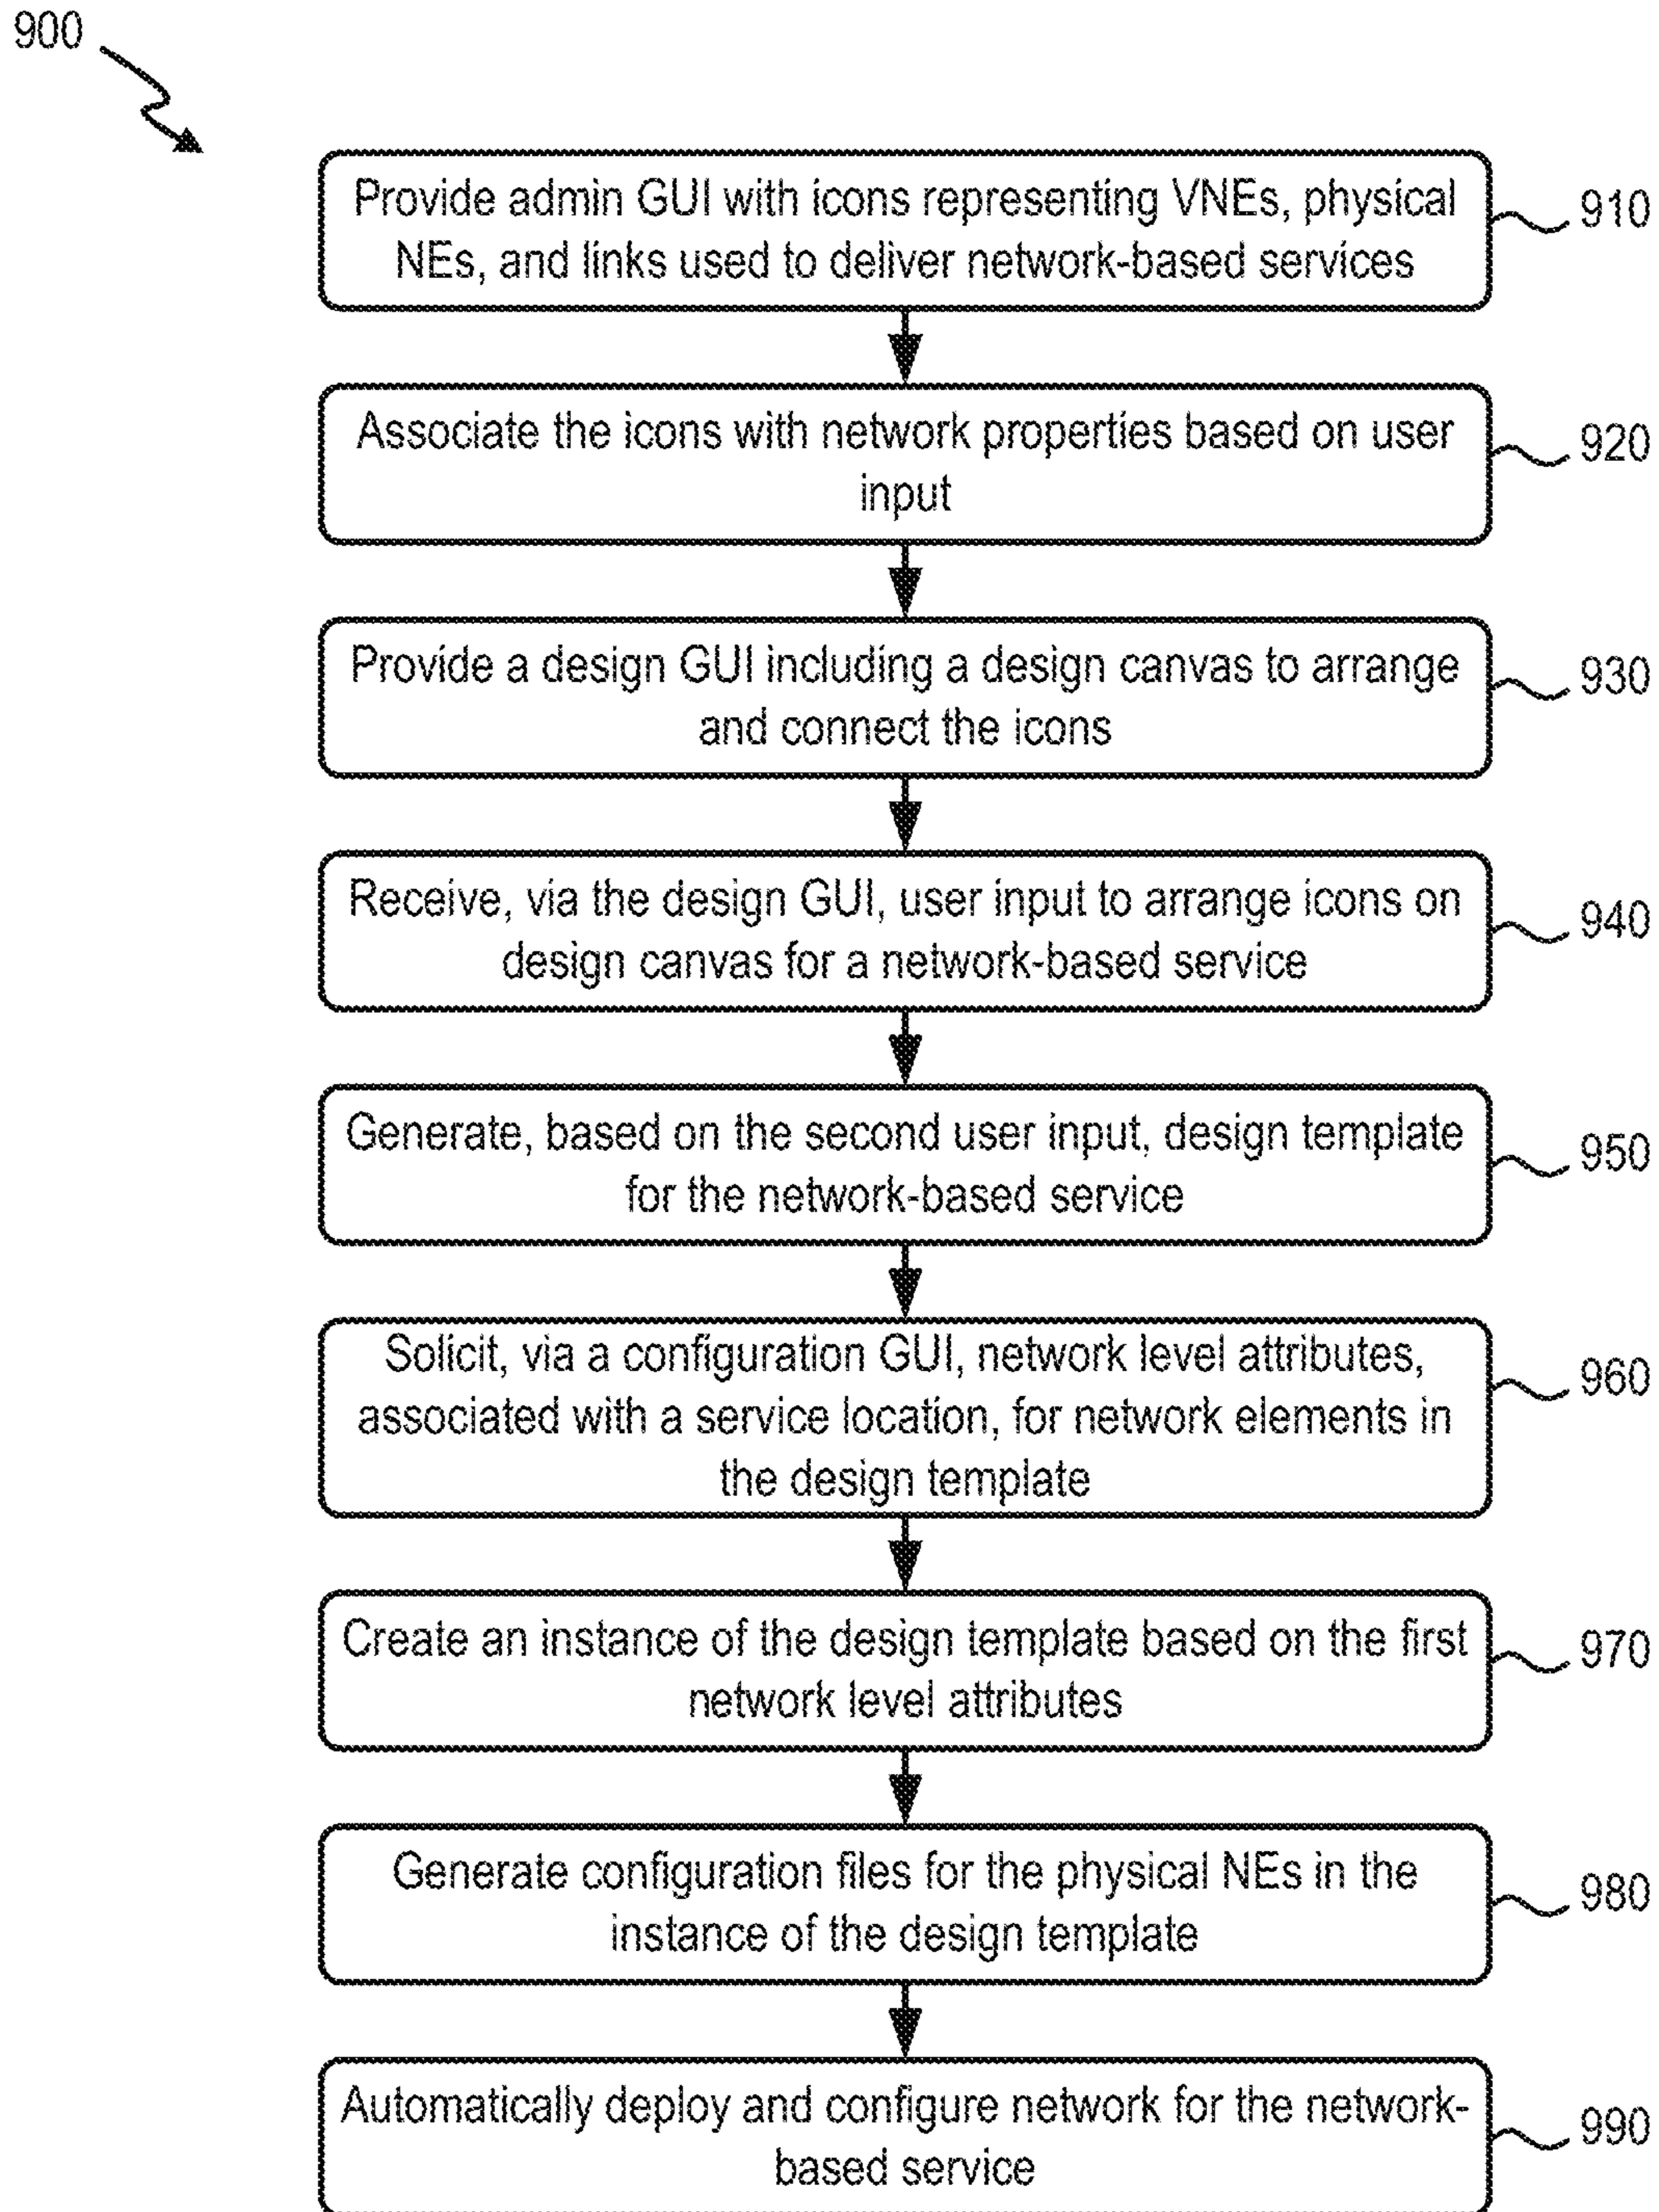 900
Provide admin GUI with icons representing VNEs, physical
NEs, and links used to deliver network-based services
910
Associate the icons with network properties based on user
input
920
Provide a design GUI including a design canvas to arrange
and connect the icons
930
Receive, via the design GUI, user input to arrange icons on
design canvas for a network-based service
940
Generate, based on the second user input, design template
for the network-based service
950
Solicit, via a configuration GUI, network level attributes,
associated with a service location, for network elements in
the design template
960
Create an instance of the design template based on the first
network level attributes
970
Generate configuration files for the physical NEs in the
instance of the design template
980
Automatically deploy and configure network for the network-
based service
990